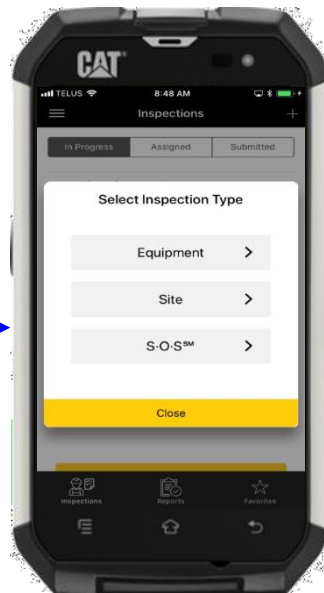 CAT
TELUS 8:48 AM
Inspections
In Progress Assigned Submitted
Select Inspection Type
Equipment
Site
S·O·S℠
Close
Inspections Reports Favorites